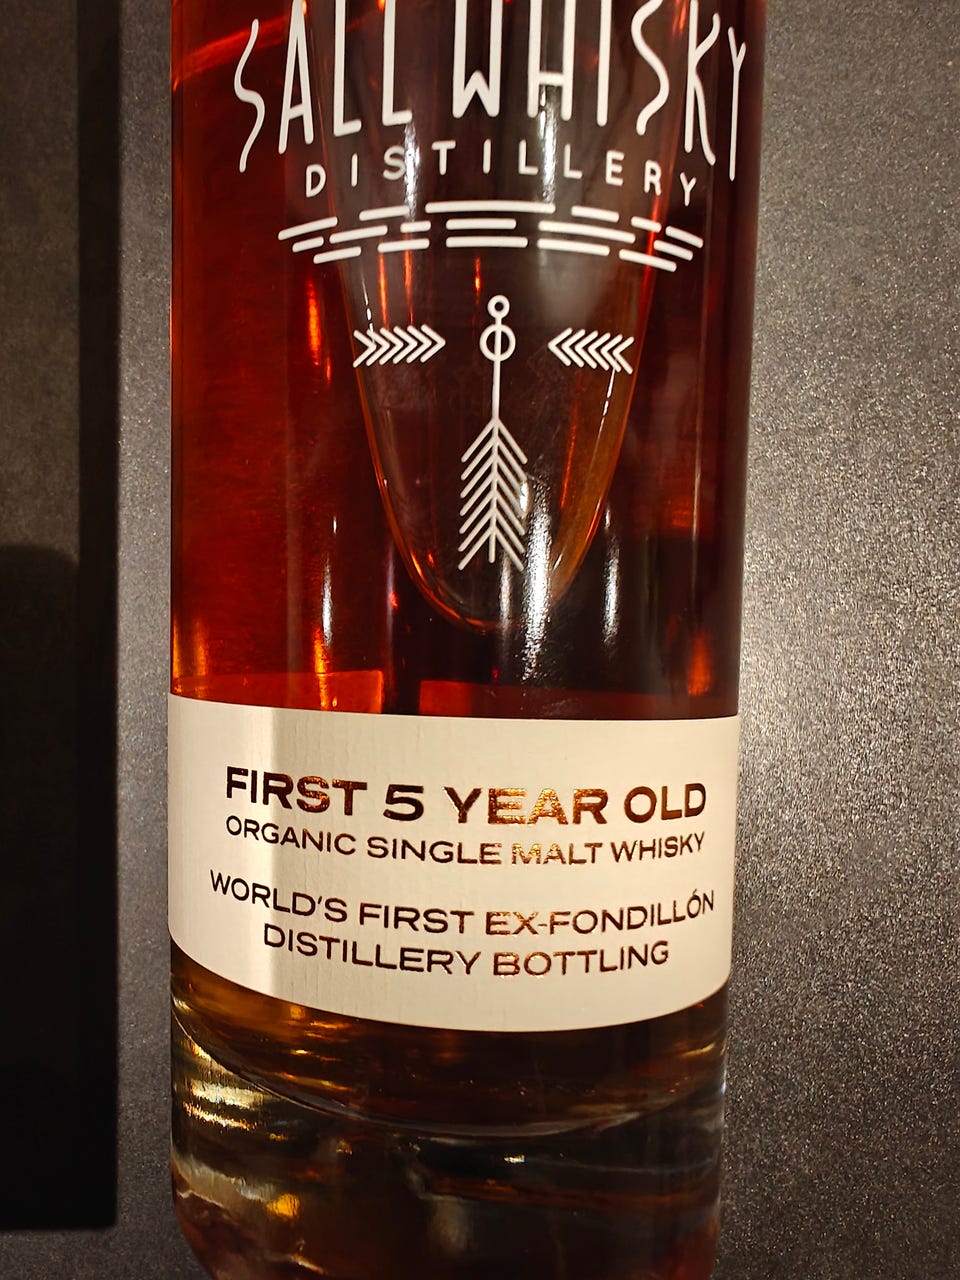 SALL WHISKY
DISTILLERY
FIRST 5 YEAR OLD
ORGANIC SINGLE MALT WHISKY
WORLD'S FIRST EX-FONDILLÓN
DISTILLERY BOTTLING